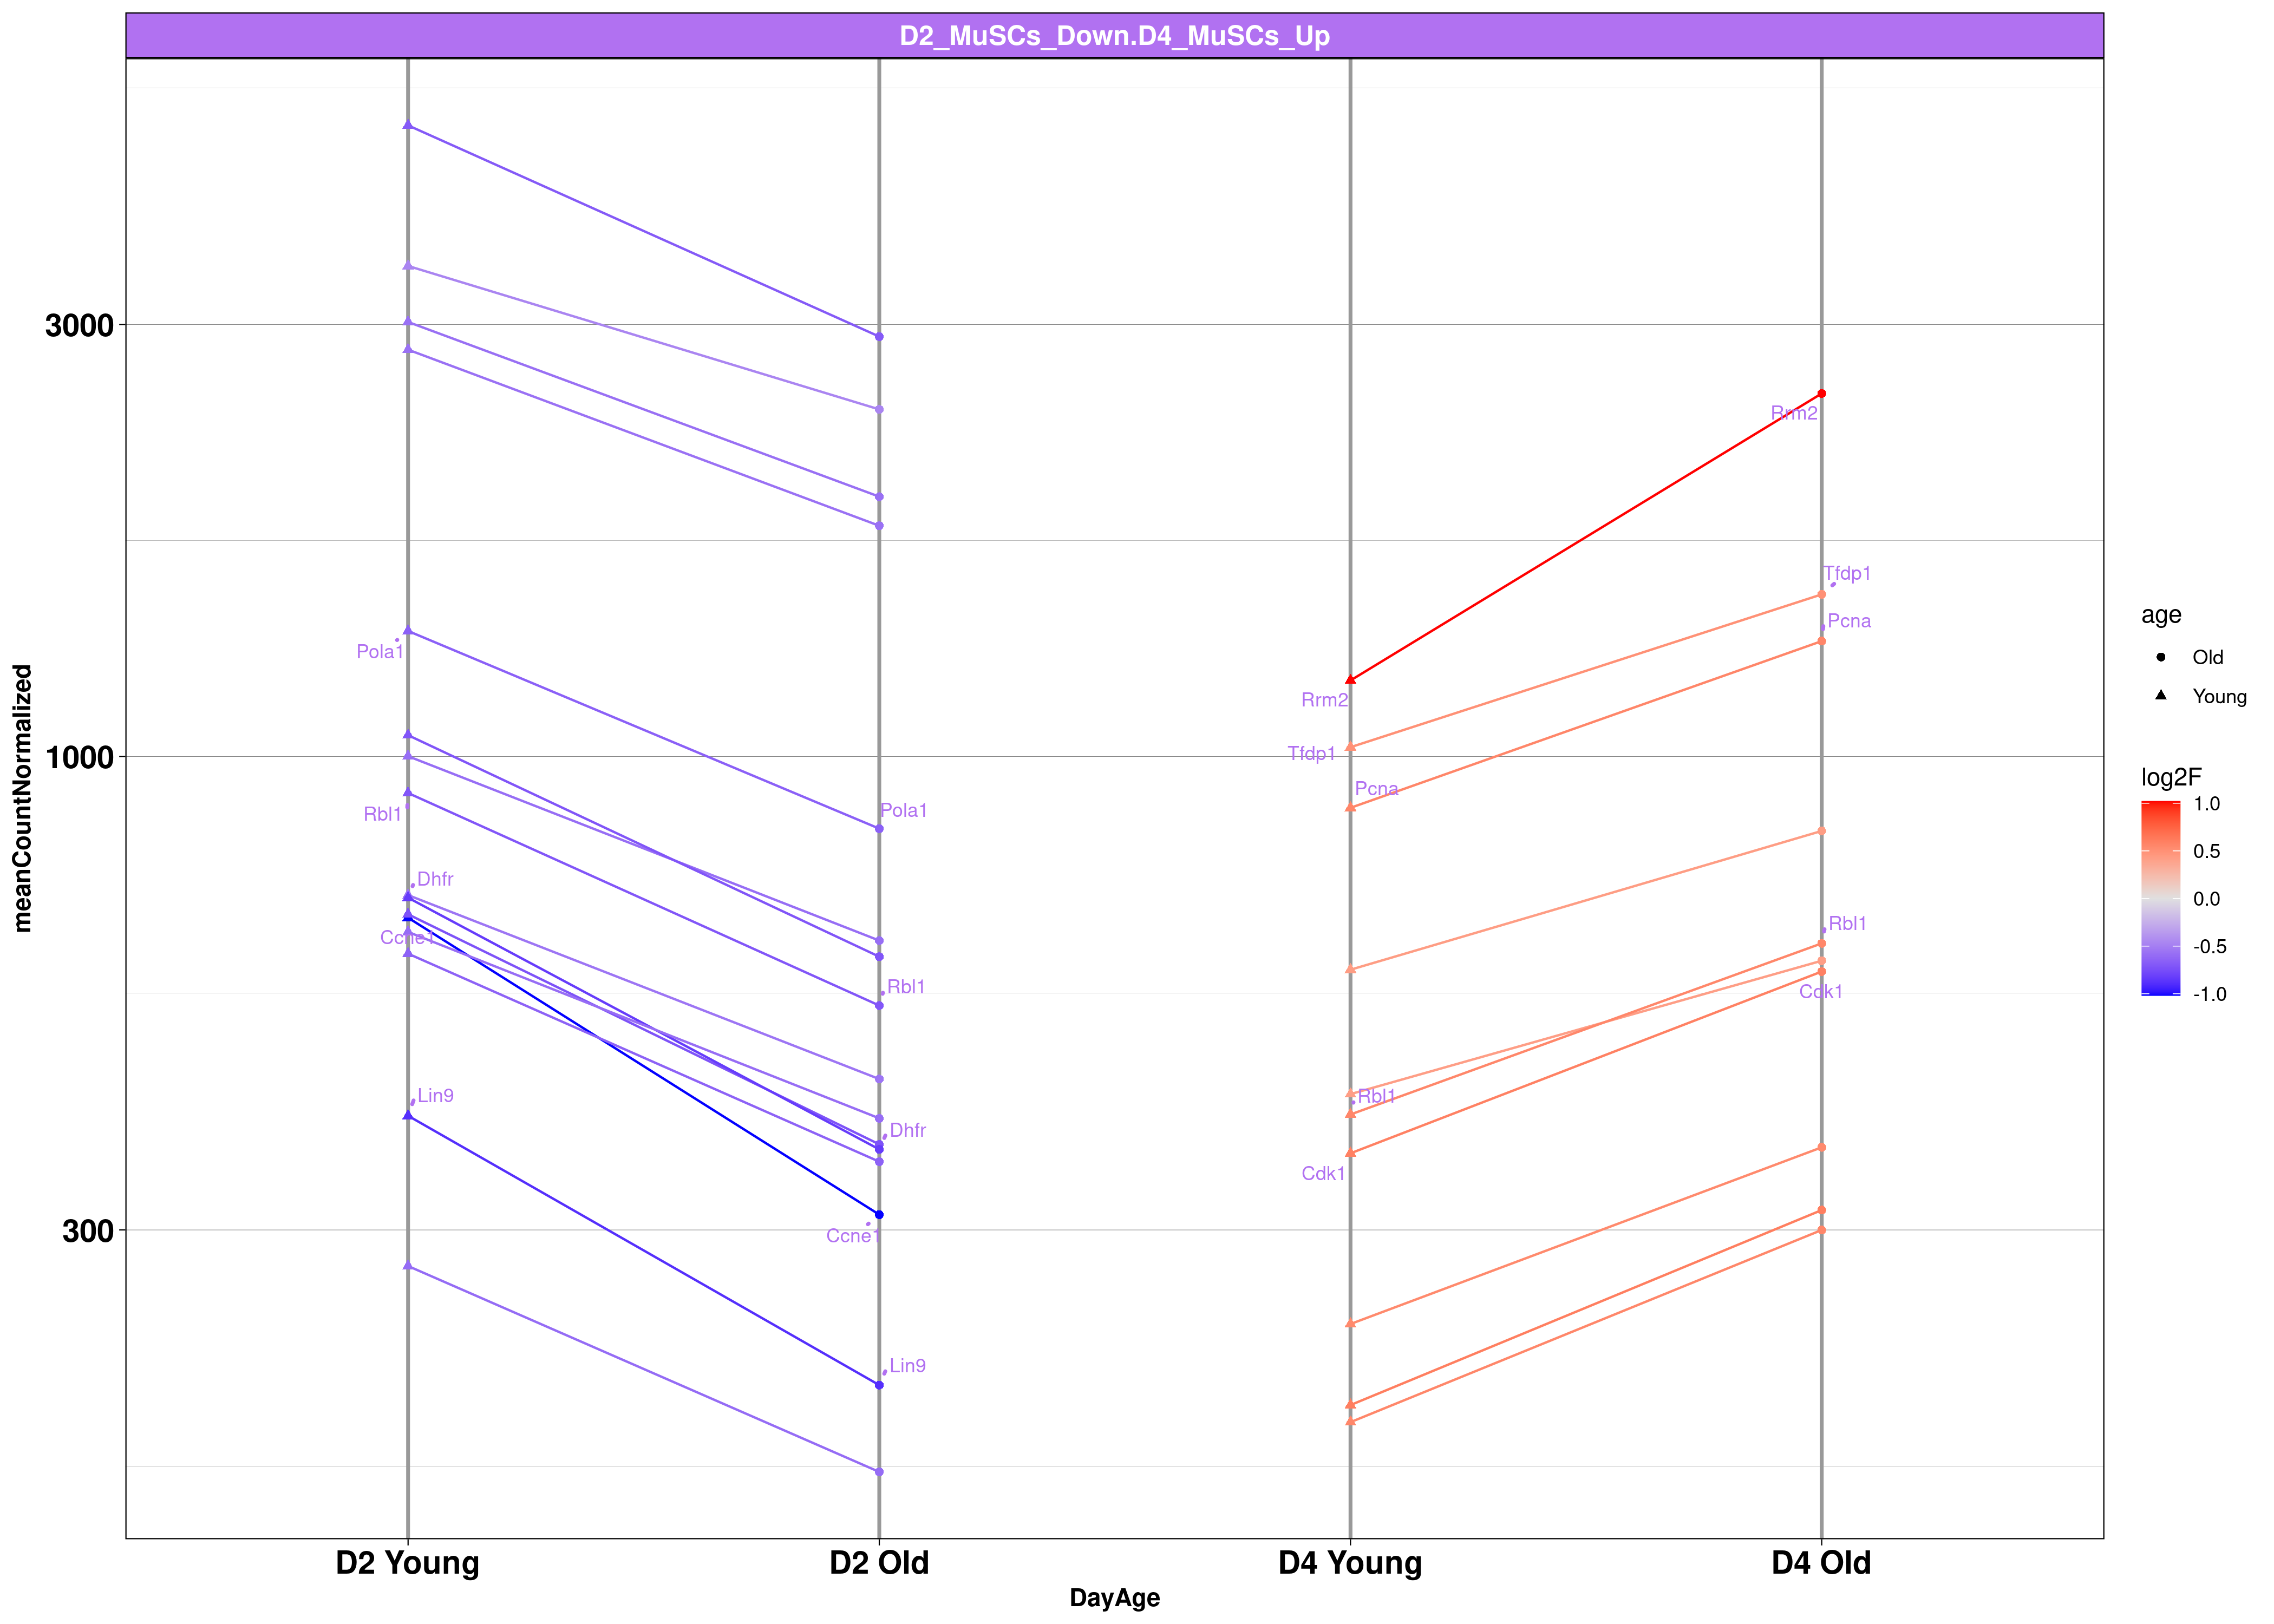 D2_MuSCs_Down.D4_MuSCs_Up
3000
Rrm2
Tfdp1
Pcna
Pola1
Rrm2
Tfdp1
1000
Pcna
Pola1
Rbl1
Dhfr
Rbl1
Ccne1
Rbl1
Cdk1
Lin9
Rbl1
Dhfr
Cdk1
300
Ccne1
Lin9
meanCountNormalized
D2 Young
D2 Old
D4 Young
D4 Old
DayAge
age
Old
Young
log2F
1.0
0.5
0.0
-0.5
-1.0